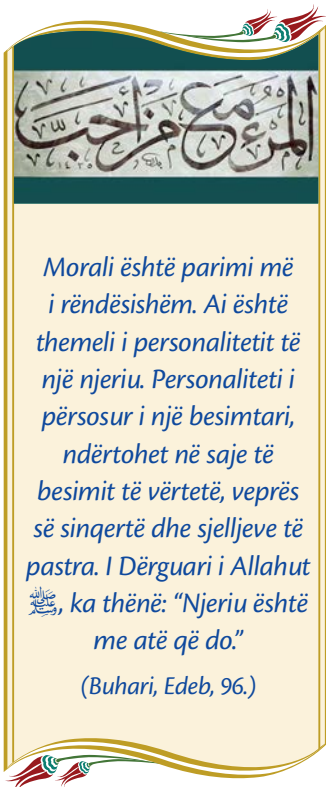 المرء مع من أحب
١٤٣٥
Morali është parimi më
i rëndësishëm. Ai është
themeli i personalitetit të
një njeriu. Personaliteti i
përsosur i një besimtari,
ndërtohet në saje të
besimit të vërtetë, veprës
së sinqertë dhe sjelljeve të
pastra. I Dërguari i Allahut
ﷺ, ka thënë: “Njeriu është
me atë që do.”
(Buhari, Edeb, 96.)